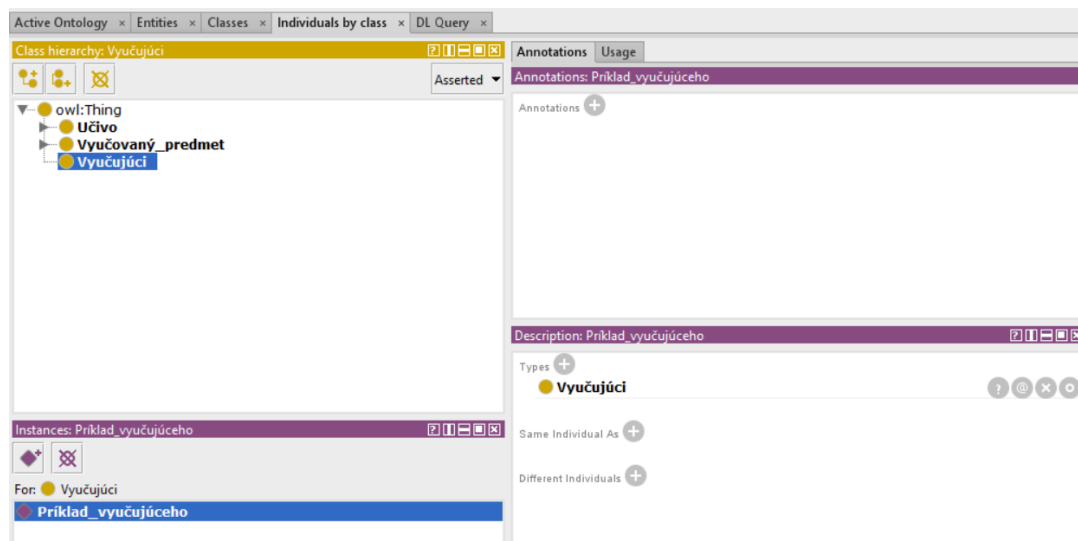 Active Ontology × Entities × Classes × Individuals by class × DL Query ×
Class hierarchy: Vyučujúci
Asserted
owl:Thing
Učivo
Vyučovaný_predmet
Vyučujúci
Instances: Príklad_vyučujúceho
For: Vyučujúci
Príklad_vyučujúceho
Annotations Usage
Annotations: Príklad_vyučujúceho
Annotations
Description: Príklad_vyučujúceho
Types
Vyučujúci
Same Individual As
Different Individuals